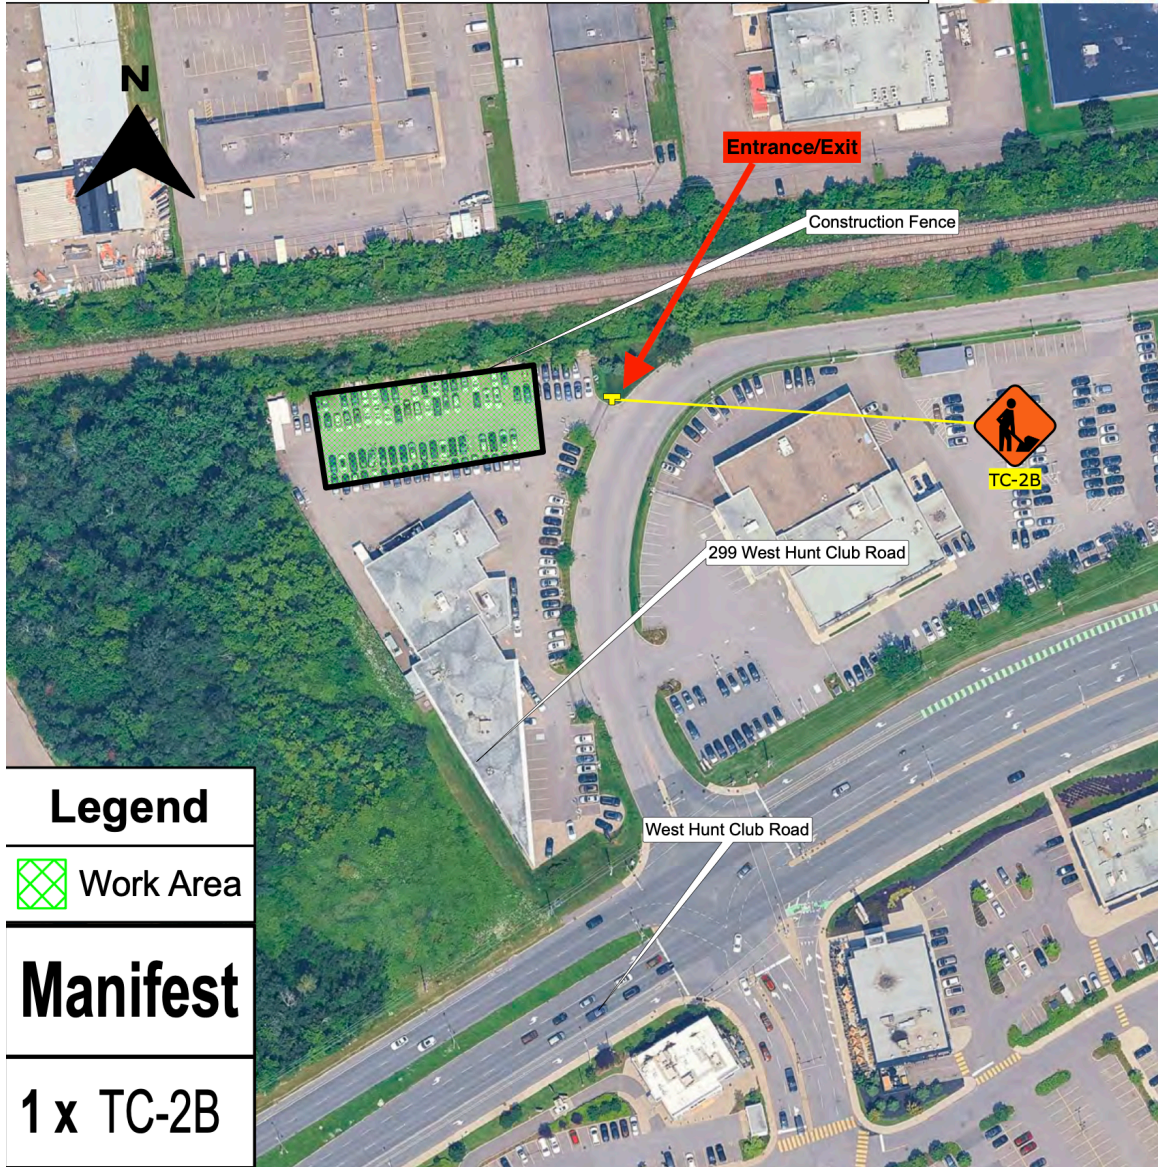 N
Entrance/Exit
Construction Fence
TC-2B
299 West Hunt Club Road
West Hunt Club Road
Legend
Work Area
Manifest
1 x TC-2B